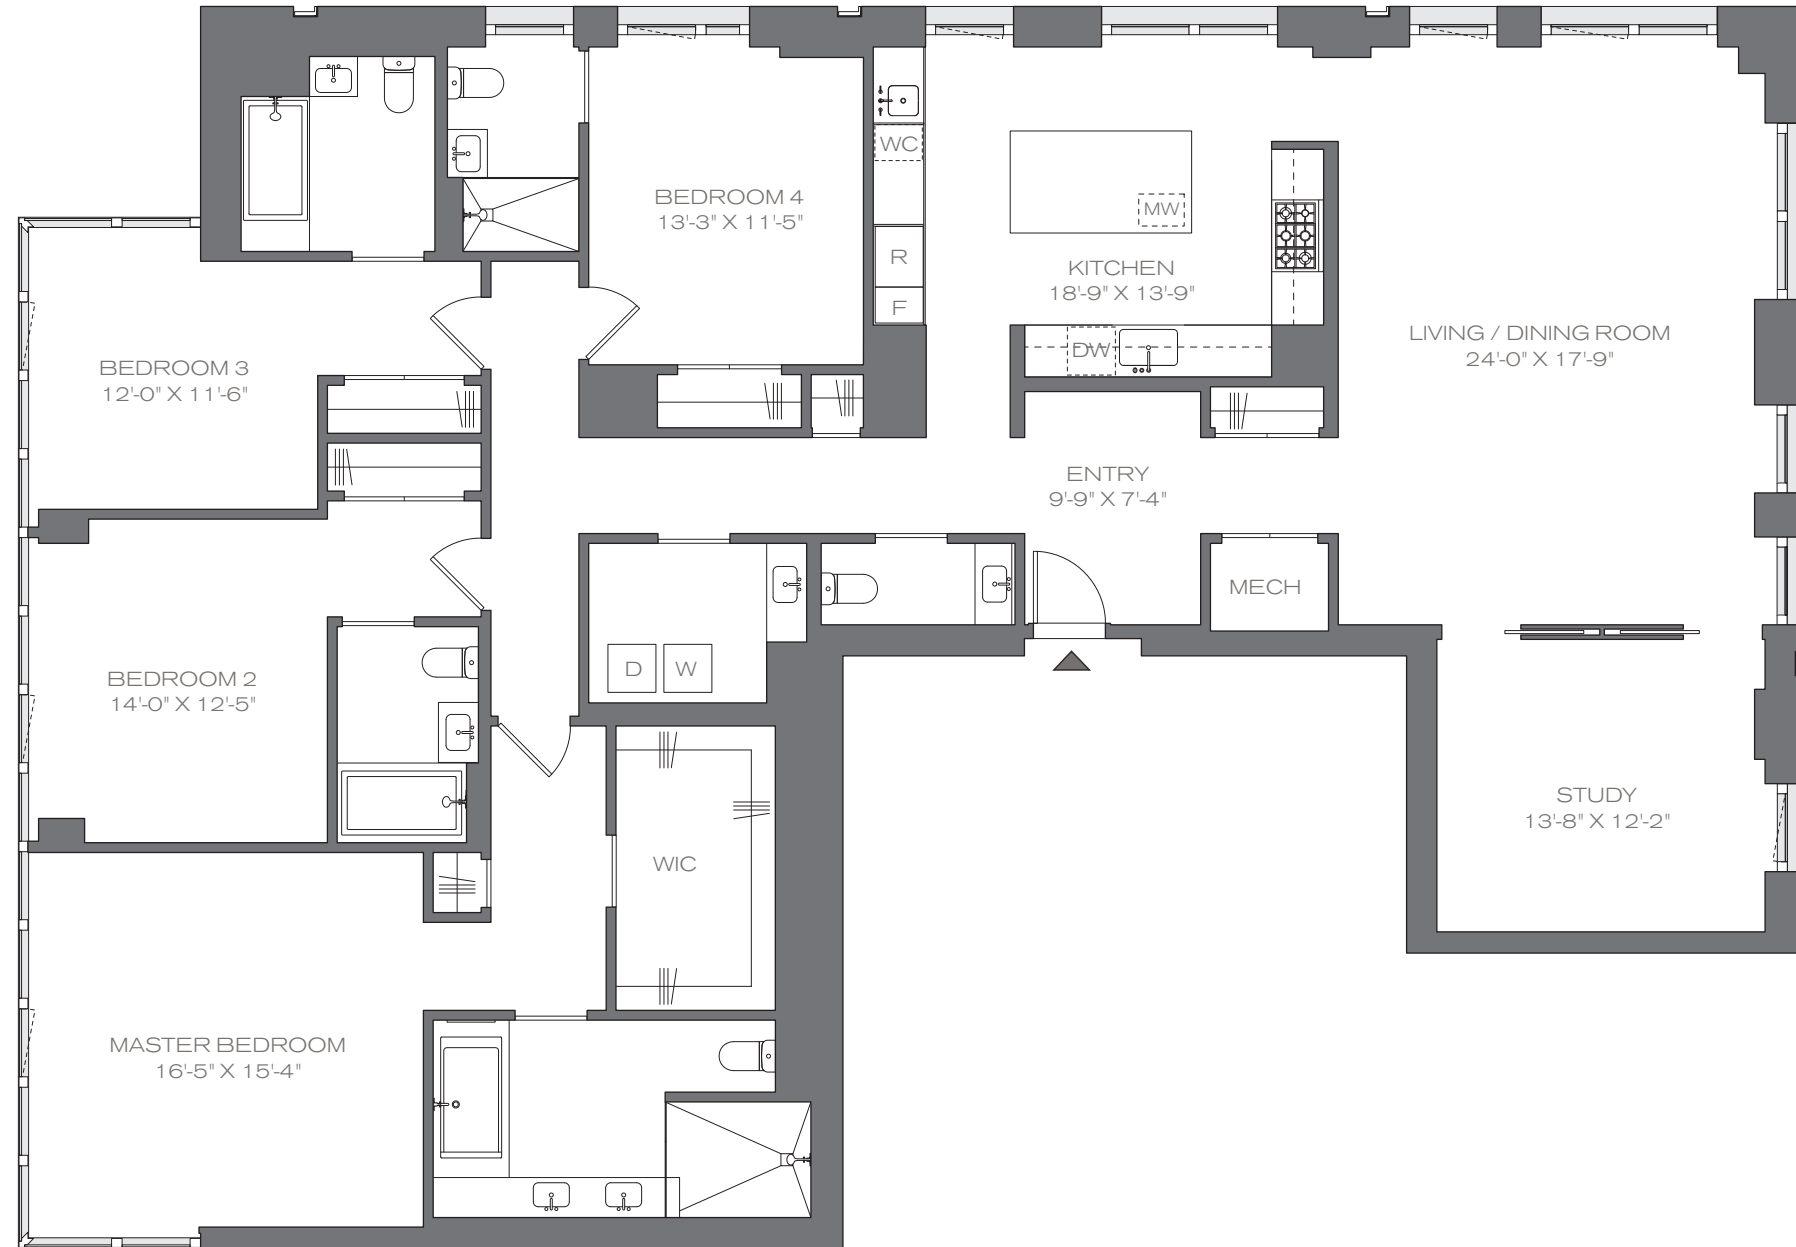 WC
BEDROOM 4
13'-3" X 11'-5"
MW
R
F
KITCHEN
18'-9" X 13'-9"
DW
LIVING / DINING ROOM
24'-0" X 17'-9"
BEDROOM 3
12'-0" X 11'-6"
ENTRY
9'-9" X 7'-4"
MECH
BEDROOM 2
14'-0" X 12'-5"
D
W
STUDY
13'-8" X 12'-2"
WIC
MASTER BEDROOM
16'-5" X 15'-4"